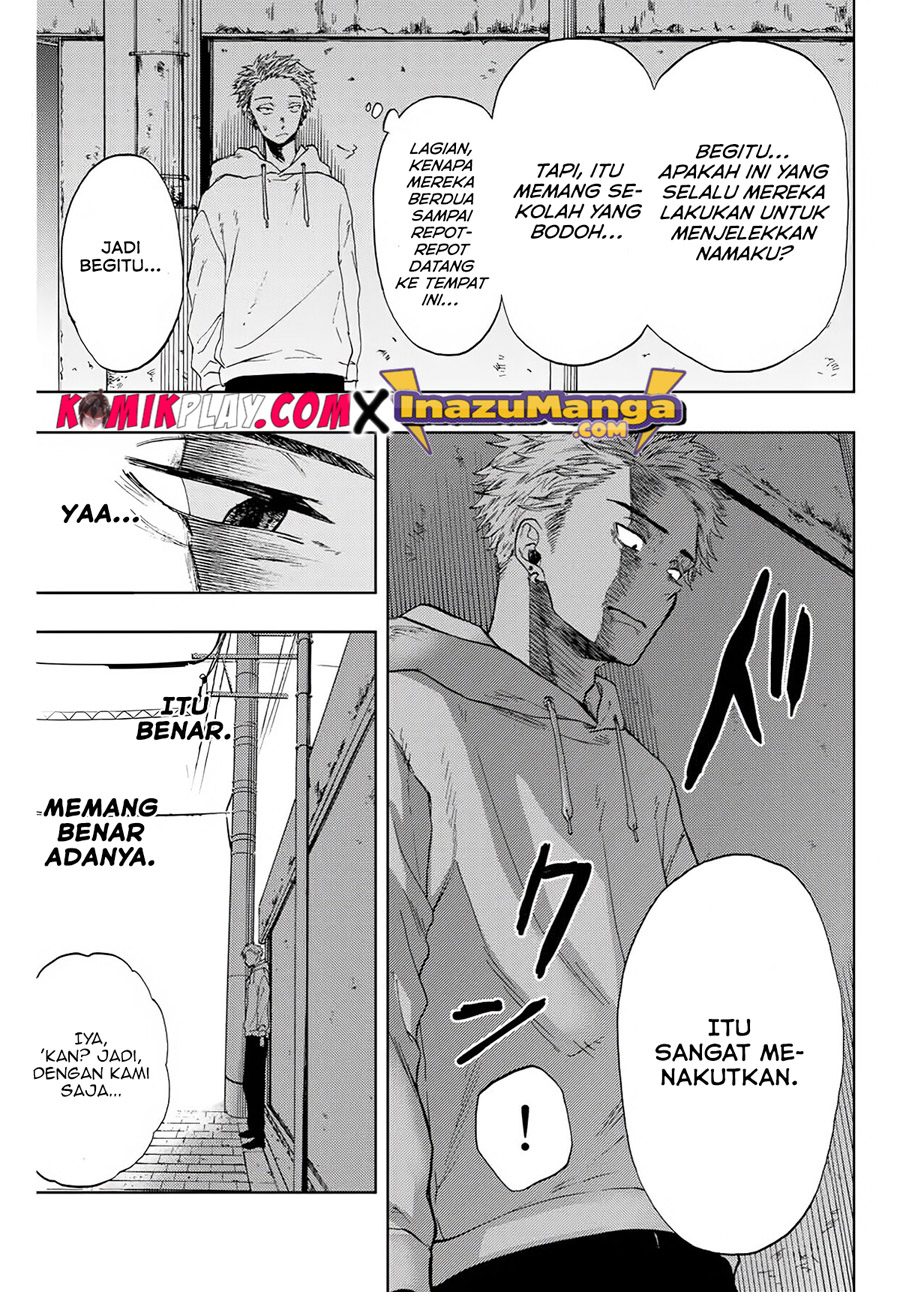 BEGITU...
APAKAH INI YANG
SELALU MEREKA
LAKUKAN UNTUK
MENJELEKKAN
NAMAKU?
TAPI, ITU
MEMANG SE-
KOLAH YANG
BODOH...
LAGIAN,
KENAPA
MEREKA
BERDUA
SAMPAI
REPOT-
REPOT
DATANG
KE TEMPAT
INI...
JADI
BEGITU...
KOMIKPLAY.COM X InazuManga
.COM
ズ
クン
ITU
SANGAT ME-
NAKUTKAN.
!
YAA...
ITU
BENAR.
MEMANG
BENAR
ADANYA.
IYA,
'KAN? JADI,
DENGAN KAMI
SAJA...